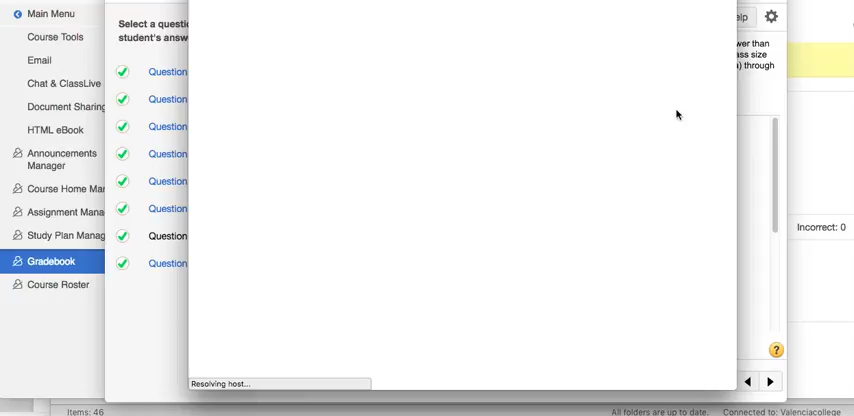 Main Menu
Course Tools
Email
Chat & ClassLive
Document Sharing
HTML eBook
Announcements
Manager
Course Home Mar
Assignment Mana
Study Plan Manag
Gradebook
Course Roster
Select a questio
student's answ
Question
Question
Question
Question
Question
Question
Question
Question
Resolving host...
elp
wer than
ass size
a) through
?
Incorrect: 0
Items: 46
All folders are up to date.
Connected to: Valenciacollege